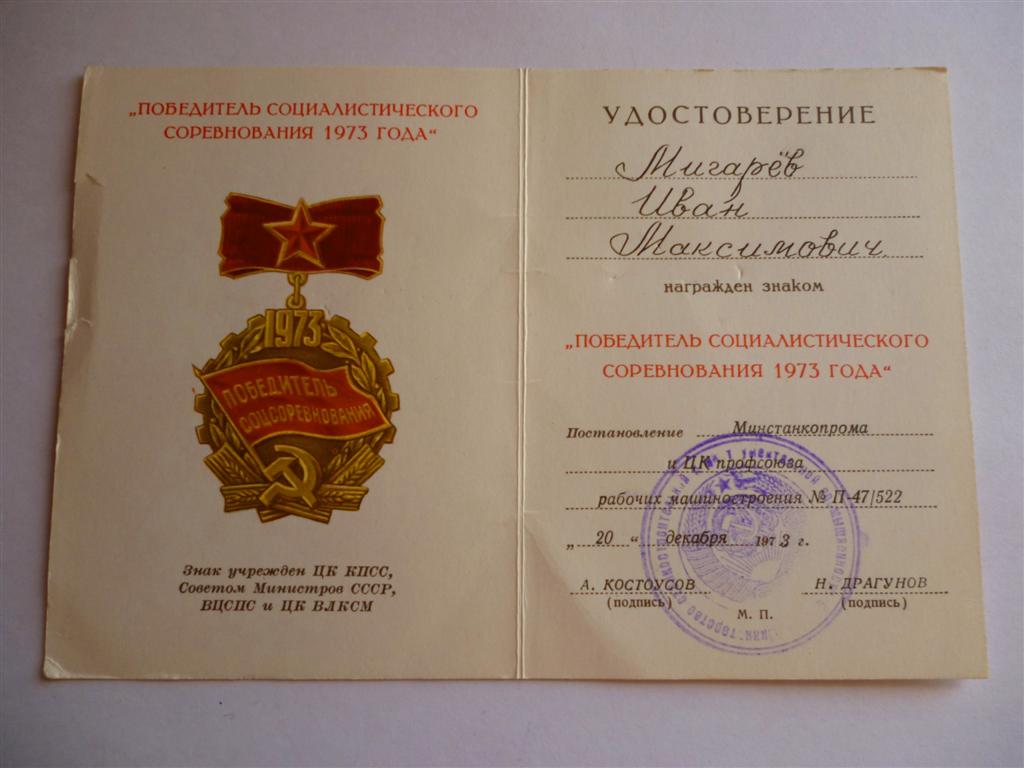 „ПОБЕДИТЕЛЬ СОЦИАЛИСТИЧЕСКОГО
СОРЕВНОВАНИЯ 1973 ГОДА“
1973
ПОБЕДИТЕЛЬ
СОЦСОРЕВНОВАНИЯ
Знак учрежден ЦК КПСС,
Советом Министров СССР,
ВЦСПС и ЦК ВЛКСМ
УДОСТОВЕРЕНИЕ
Мигарёв
Иван
Максимович.
награжден знаком
„ПОБЕДИТЕЛЬ СОЦИАЛИСТИЧЕСКОГО
СОРЕВНОВАНИЯ 1973 ГОДА“
Постановление Минстанкопрома
и ЦК профсоюза
рабочих машиностроения № П-47/522
„ 20 “ декабря 1973 г.
А. КОСТОУСОВ Н. ДРАГУНОВ
(подпись) (подпись)
М. П.